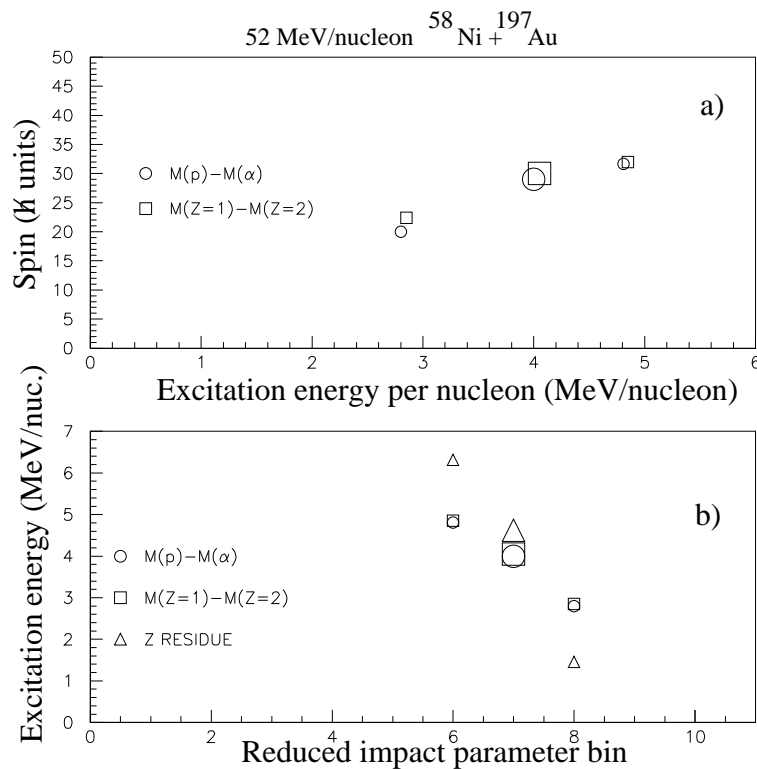 52 MeV/nucleon ⁵⁸Ni + ¹⁹⁷Au
50
45
40
35
30
25
20
15
10
5
0
Spin (ℏ units)
a)
M(p)−M(α)
M(Z=1)−M(Z=2)
0 1 2 3 4 5 6
Excitation energy per nucleon (MeV/nucleon)
7
6
5
4
3
2
1
0
Excitation energy (MeV/nuc.)
b)
M(p)−M(α)
M(Z=1)−M(Z=2)
Z RESIDUE
0 2 4 6 8 10
Reduced impact parameter bin